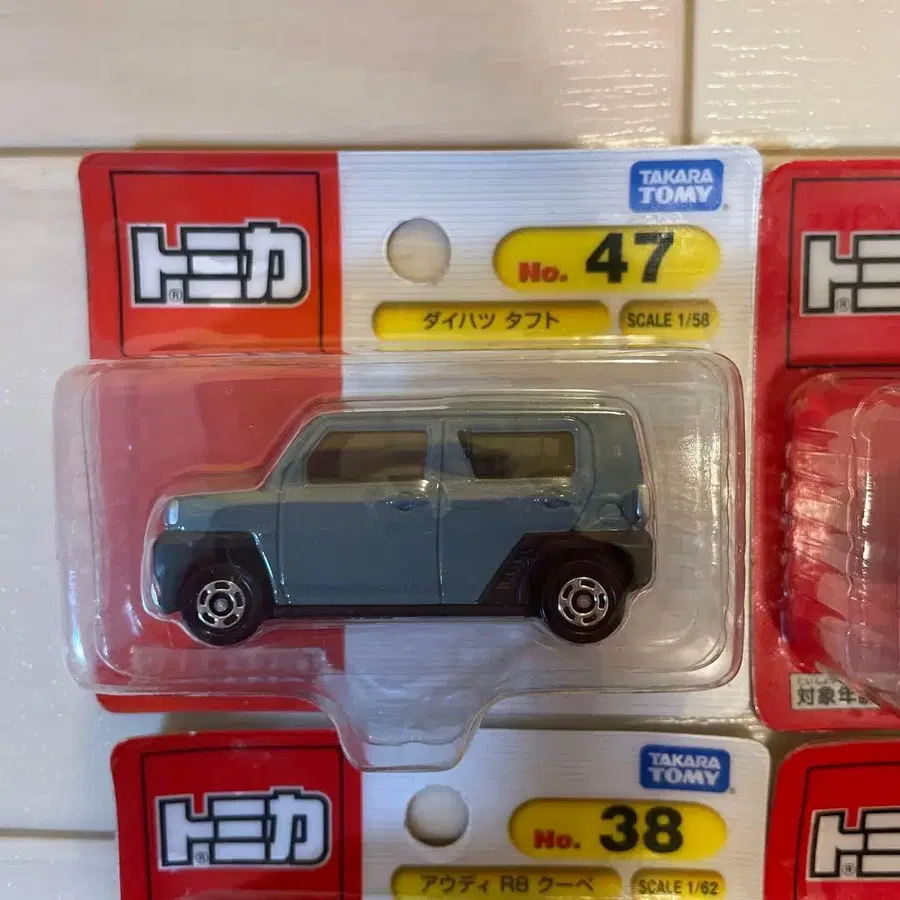 TAKARA
TOMY
トミカ
®
No. 47
ダイハツ タフト
SCALE 1/58
トミ
®
対象年
TAKARA
TOMY
トミカ
®
No. 38
アウディ R8 クーペ
SCALE 1/62
トミ
®